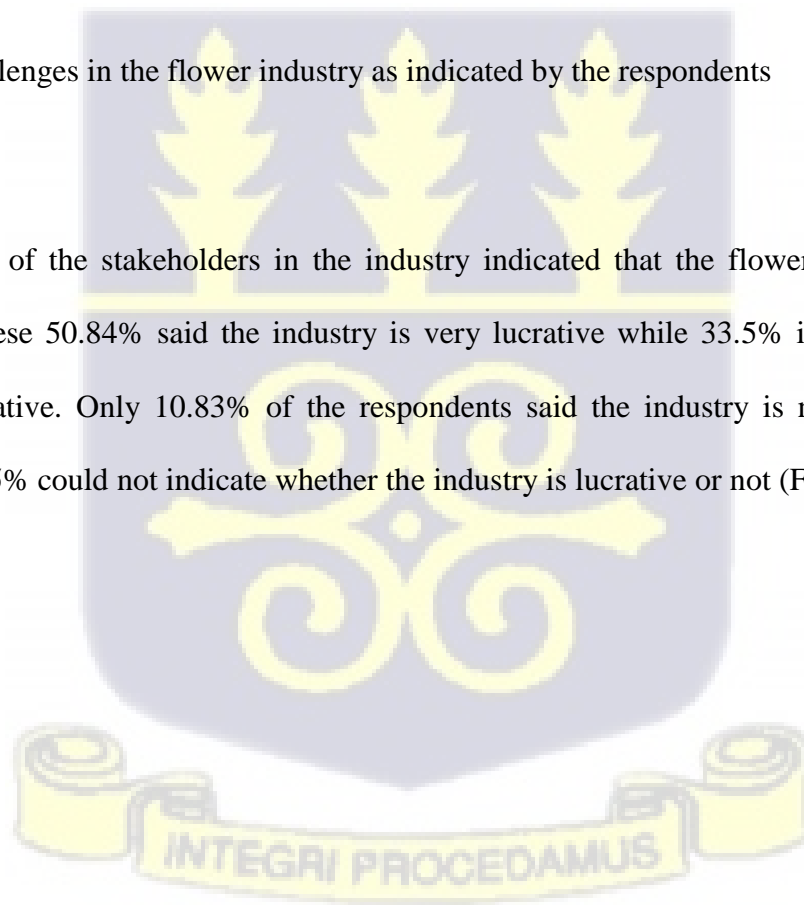 lenges in the flower industry as indicated by the respondents
of the stakeholders in the industry indicated that the flower
50.84% said the industry is very lucrative while 33.5%
Only 10.83% of the respondents said the industry is
could not indicate whether the industry is lucrative or not
INTEGRI PROCEDAMUS